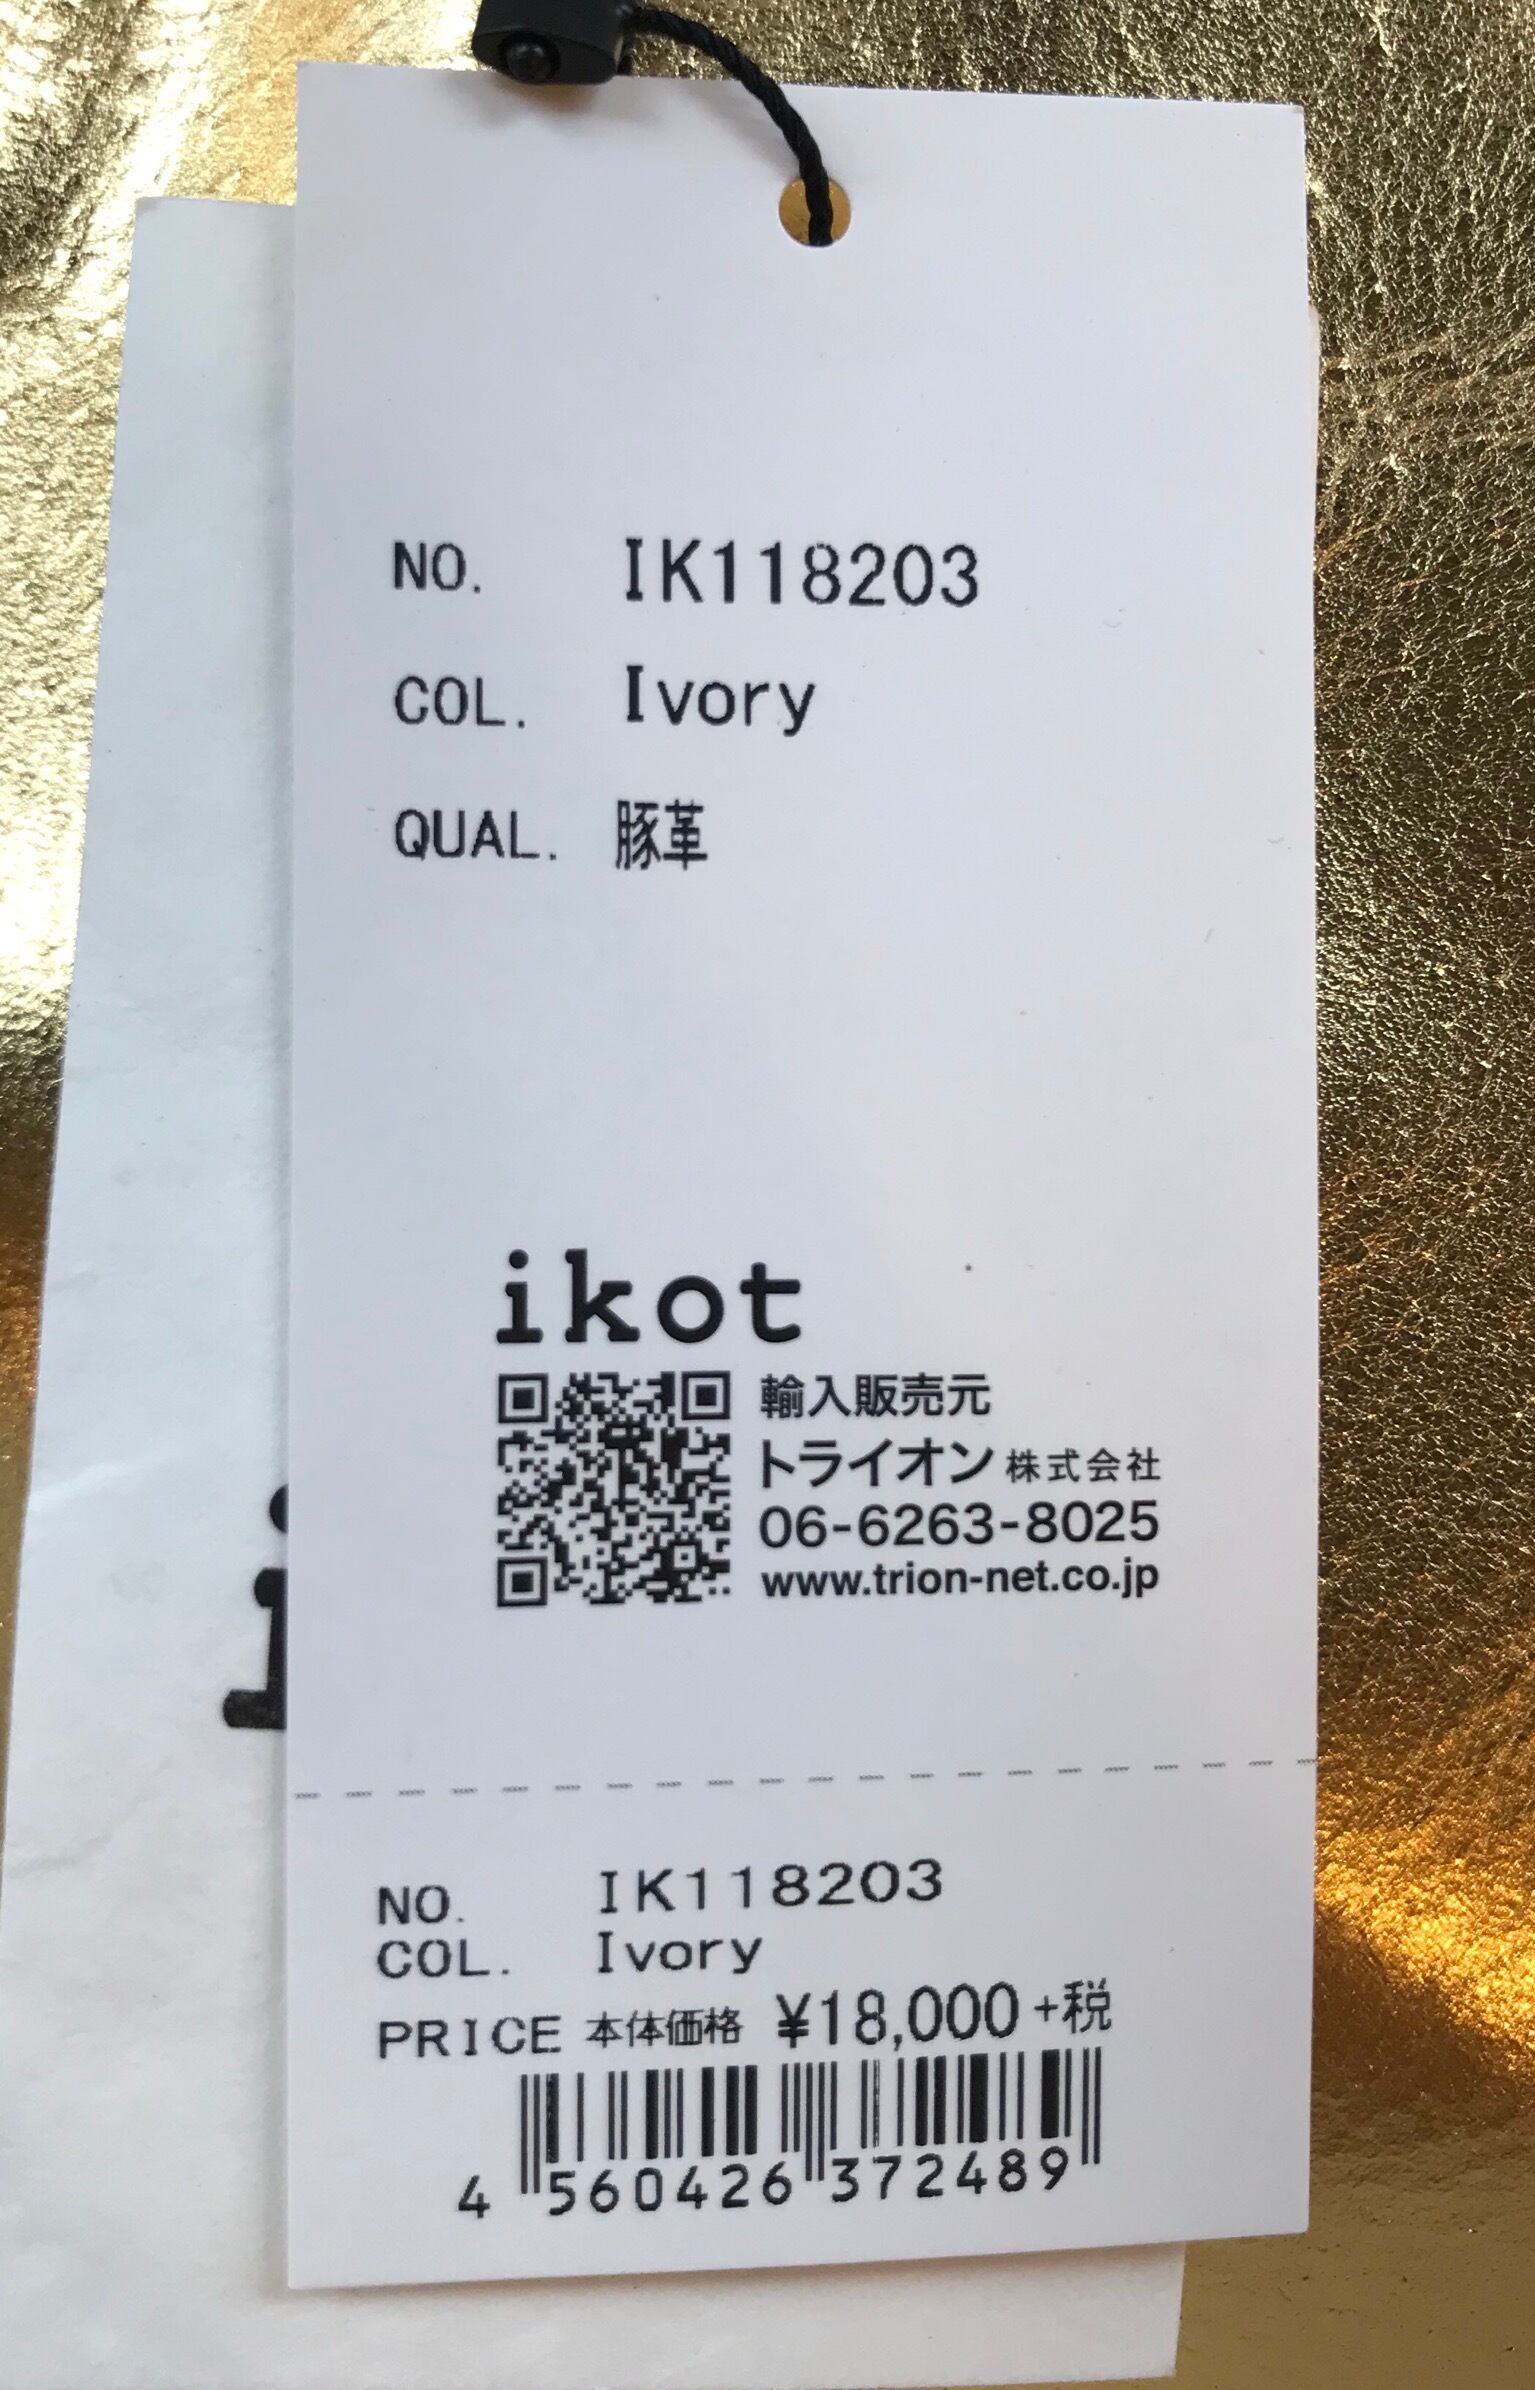 NO. IK118203
COL. Ivory
QUAL. 豚革
ikot
輸入販売元
トライオン 株式会社
06-6263-8025
www.trion-net.co.jp
NO. IK118203
COL. Ivory
PRICE 本体価格 ¥18,000 +税
4 560426 372489